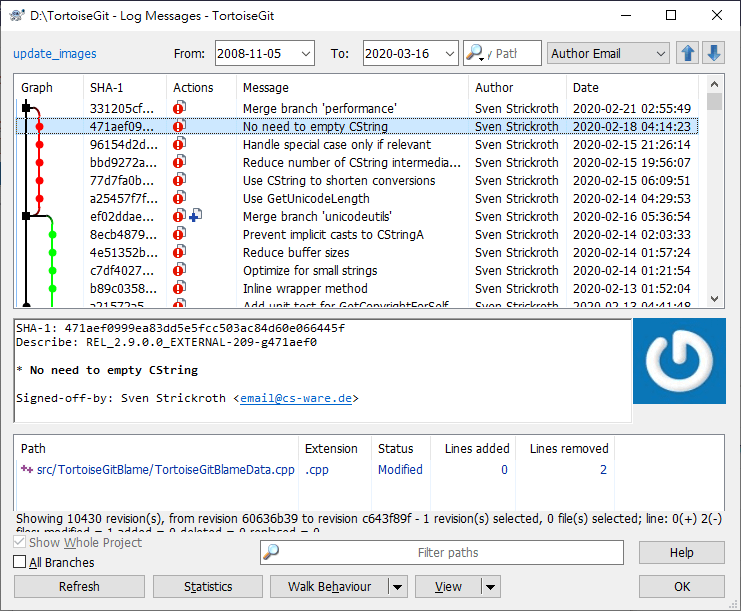 D:\TortoiseGit - Log Messages - TortoiseGit
update_images From: 2008-11-05 To: 2020-03-16 Path Author Email
Graph SHA-1 Actions Message Author Date
331205cf... Merge branch 'performance' Sven Strickroth 2020-02-21 02:55:49
471aef09... No need to empty CString Sven Strickroth 2020-02-18 04:14:23
96154d2d... Handle special case only if relevant Sven Strickroth 2020-02-15 21:26:14
bbd9272a... Reduce number of CString intermedia... Sven Strickroth 2020-02-15 19:56:07
77d7fa0b... Use CString to shorten conversions Sven Strickroth 2020-02-15 06:09:51
a25457f7f... Use GetUnicodeLength Sven Strickroth 2020-02-14 04:29:53
ef02ddae... Merge branch 'unicodeutils' Sven Strickroth 2020-02-16 05:36:54
8ecb4879... Prevent implicit casts to CStringA Sven Strickroth 2020-02-14 02:03:33
4e51352b... Reduce buffer sizes Sven Strickroth 2020-02-14 01:57:24
c7df4027... Optimize for small strings Sven Strickroth 2020-02-14 01:21:54
b89c0358... Inline wrapper method Sven Strickroth 2020-02-13 01:52:04
a21572a5... Add unit test for GetCopyrightForSelf Sven Strickroth 2020-02-13 04:41:48
SHA-1: 471aef0999ea83dd5e5fcc503ac84d60e066445f
Describe: REL_2.9.0.0_EXTERNAL-209-g471aef0
* No need to empty CString
Signed-off-by: Sven Strickroth <email@cs-ware.de>
Path Extension Status Lines added Lines removed
src/TortoiseGitBlame/TortoiseGitBlameData.cpp .cpp Modified 0 2
Showing 10430 revision(s), from revision 60636b39 to revision c643f89f - 1 revision(s) selected, 0 file(s) selected; line: 0(+) 2(-)
files: modified = 1 added = 0 deleted = 0 replaced = 0
Show Whole Project
All Branches
Filter paths
Help
Refresh Statistics Walk Behaviour View OK